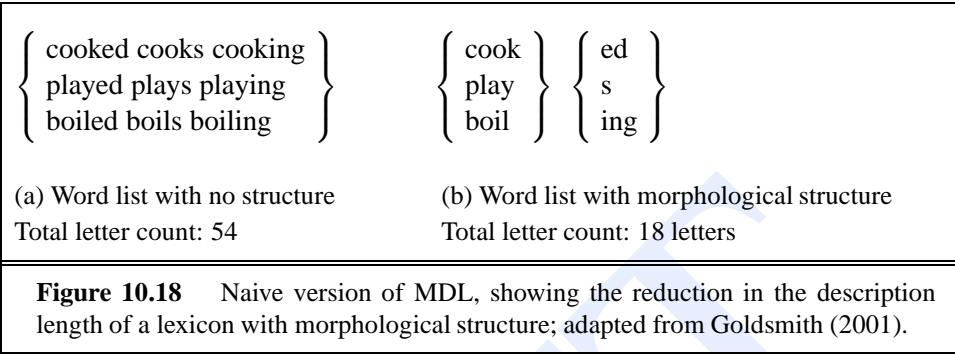 cooked cooks cooking
played plays playing
boiled boils boiling
cook
play
boil
ed
s
ing
(a) Word list with no structure
Total letter count: 54
(b) Word list with morphological structure
Total letter count: 18 letters
Figure 10.18 Naive version of MDL, showing the reduction in the description
length of a lexicon with morphological structure; adapted from Goldsmith (2001).